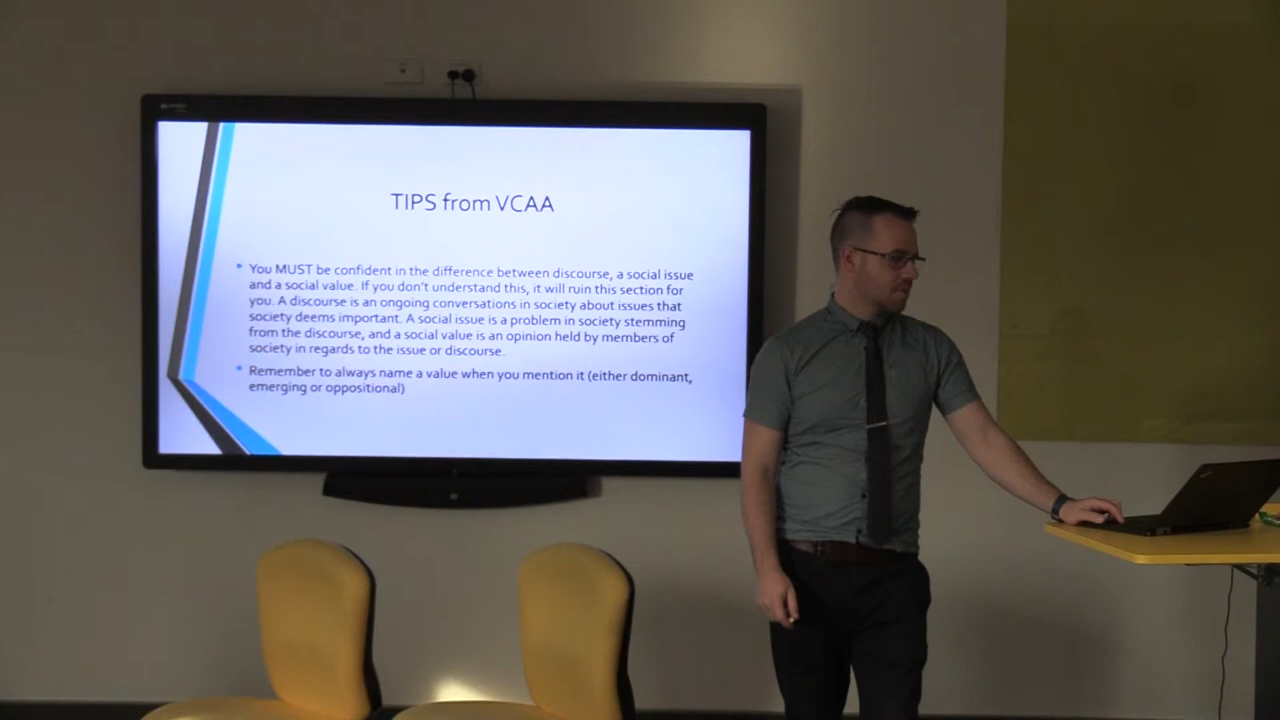 TIPS from VCAA
• You MUST be confident in the difference between discourse, a social issue
and a social value. If you don't understand this, it will ruin this section for
you. A discourse is an ongoing conversations in society about issues that
society deems important. A social issue is a problem in society stemming
from the discourse, and a social value is an opinion held by members of
society in regards to the issue or discourse.
• Remember to always name a value when you mention it (either dominant,
emerging or oppositional)